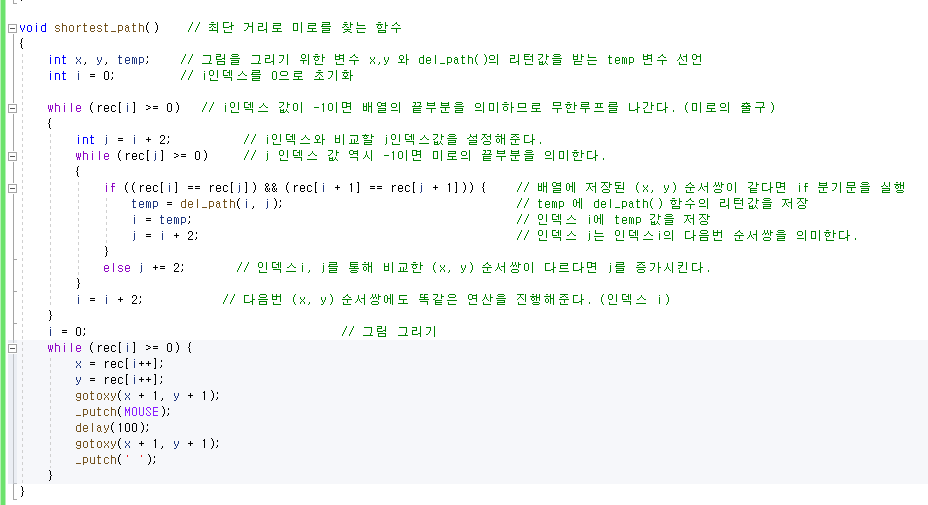 void shortest_path()    // 최단 거리로 미로를 찾는 함수
{
    int x, y, temp;    // 그림을 그리기 위한 변수 x,y 와 del_path()의 리턴값을 받는 temp 변수 선언
    int i = 0;         // i인덱스를 0으로 초기화
    while (rec[i] >= 0)   // i인덱스 값이 -1이면 배열의 끝부분을 의미하므로 무한루프를 나간다. (미로의 출구)
    {
        int j = i + 2;          // i인덱스와 비교할 j인덱스값을 설정해준다.
        while (rec[j] >= 0)     // j 인덱스 값 역시 -1이면 미로의 끝부분을 의미한다.
        {
            if ((rec[i] == rec[j]) && (rec[i + 1] == rec[j + 1])) {    // 배열에 저장된 (x, y) 순서쌍이 같다면 if 분기문을 실행
                temp = del_path(i, j);                                 // temp 에 del_path() 함수의 리턴값을 저장
                i = temp;                                              // 인덱스 i에 temp 값을 저장
                j = i + 2;                                             // 인덱스 j는 인덱스i의 다음번 순서쌍을 의미한다.
            }
            else j += 2;       // 인덱스i, j를 통해 비교한 (x, y) 순서쌍이 다르다면 j를 증가시킨다.
        }
        i = i + 2;           // 다음번 (x, y) 순서쌍에도 똑같은 연산을 진행해준다. (인덱스 i)
    }
    i = 0;                                    // 그림 그리기
    while (rec[i] >= 0) {
        x = rec[i++];
        y = rec[i++];
        gotoxy(x + 1, y + 1);
        _putch(MOUSE);
        delay(100);
        gotoxy(x + 1, y + 1);
        _putch(' ');
    }
}